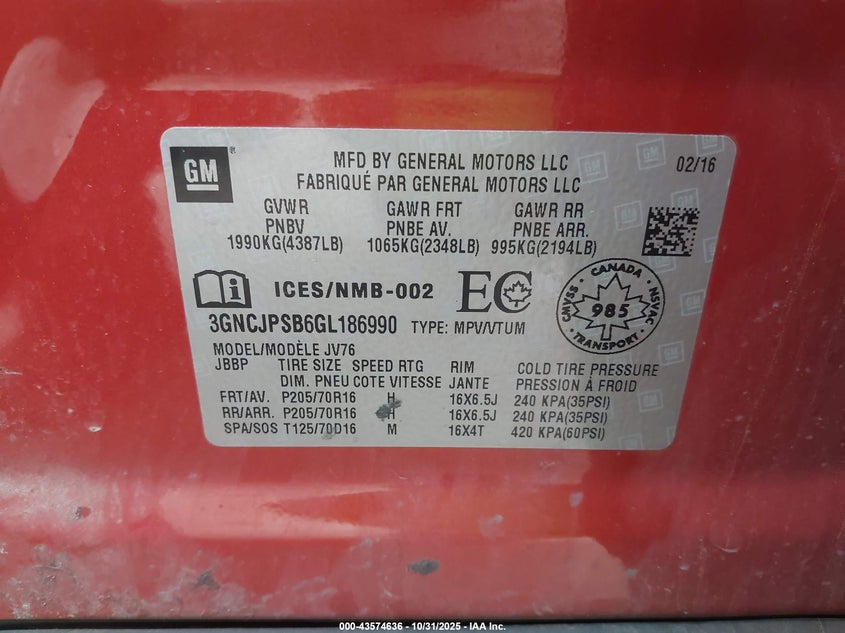 GM
MFD BY GENERAL MOTORS LLC
FABRIQUÉ PAR GENERAL MOTORS LLC
02/16
GVWR GAWR FRT GAWR RR
PNBV PNBE AV. PNBE ARR.
1990KG(4387LB) 1065KG(2348LB) 995KG(2194LB)
ICES/NMB-002 EC
CANADA
CMVSS NSVAC
985
TRANSPORT
3GNCJPSB6GL186990 TYPE: MPV/VTUM
MODEL/MODÈLE JV76
JBBP TIRE SIZE SPEED RTG RIM COLD TIRE PRESSURE
DIM. PNEU COTE VITESSE JANTE PRESSION À FROID
FRT/AV. P205/70R16 H 16X6.5J 240 KPA(35PSI)
RR/ARR. P205/70R16 H 16X6.5J 240 KPA(35PSI)
SPA/SOS T125/70D16 M 16X4T 420 KPA(60PSI)
000-43574636 - 10/31/2025 - IAA Inc.